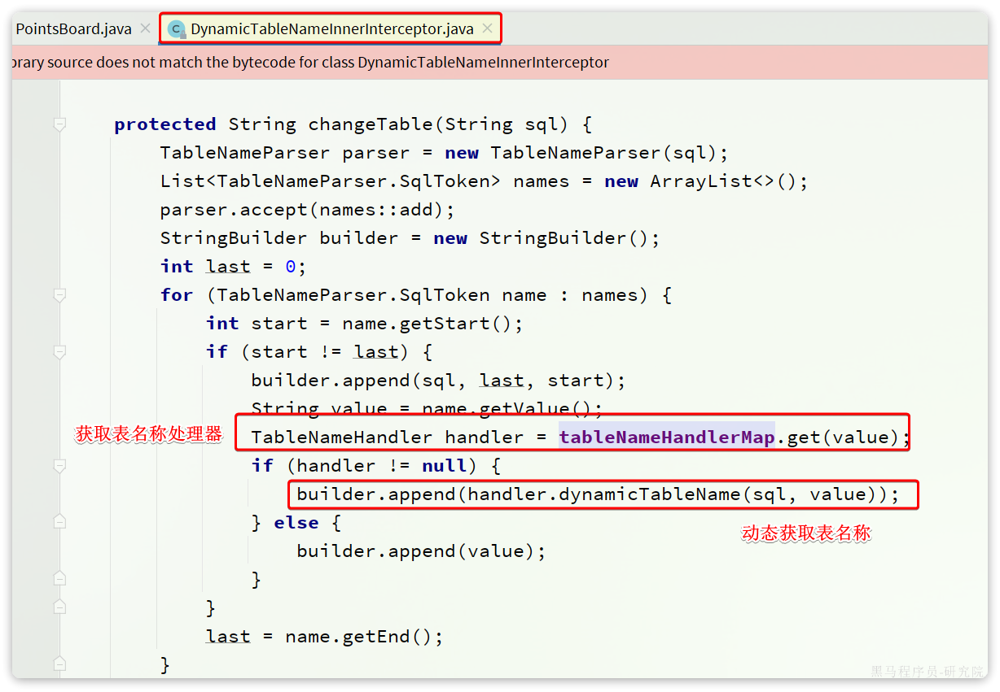 PointsBoard.java DynamicTableNameInnerInterceptor.java
brary source does not match the bytecode for class DynamicTableNameInnerInterceptor
protected String changeTable(String sql) {
TableNameParser parser = new TableNameParser(sql);
List<TableNameParser.SqlToken> names = new ArrayList<>();
parser.accept(names::add);
StringBuilder builder = new StringBuilder();
int last = 0;
for (TableNameParser.SqlToken name : names) {
int start = name.getStart();
if (start != last) {
builder.append(sql, last, start);
String value = name.getValue();
获取表名称处理器 TableNameHandler handler = tableNameHandlerMap.get(value);
if (handler != null) {
builder.append(handler.dynamicTableName(sql, value));
} else {
动态获取表名称
builder.append(value);
}
}
last = name.getEnd();
}
黑马程序员-研究院